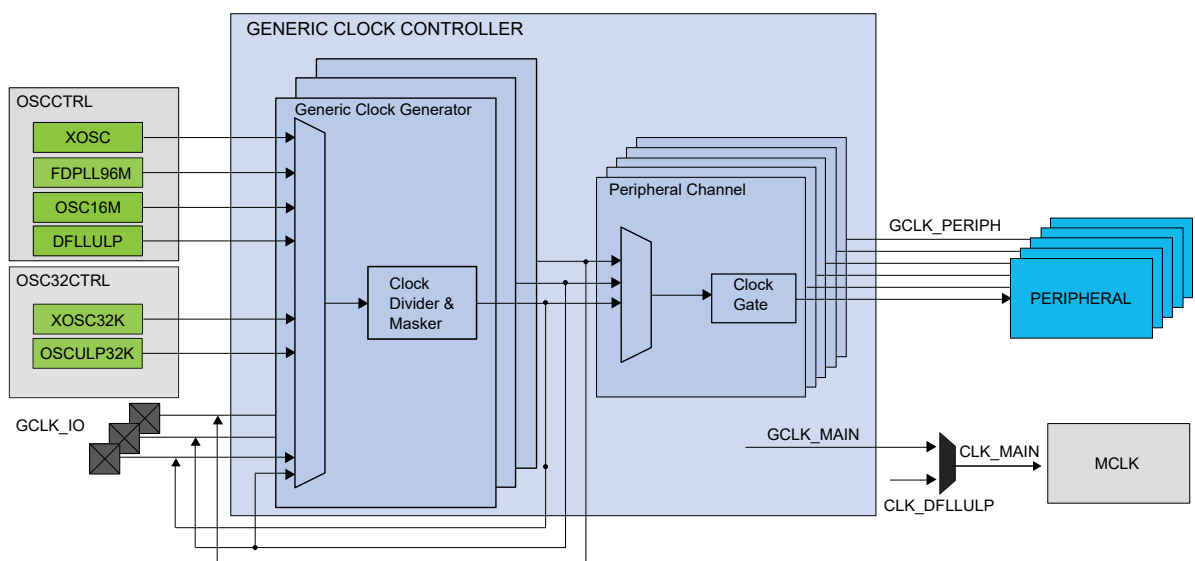 GENERIC CLOCK CONTROLLER
OSCCTRL
XOSC
FDPLL96M
OSC16M
DFLLULP
OSC32CTRL
XOSC32K
OSCULP32K
GCLK_IO
Generic Clock Generator
Clock
Divider &
Masker
Peripheral Channel
Clock
Gate
GCLK_PERIPH
PERIPHERAL
GCLK_MAIN
CLK_MAIN
MCLK
CLK_DFLLULP